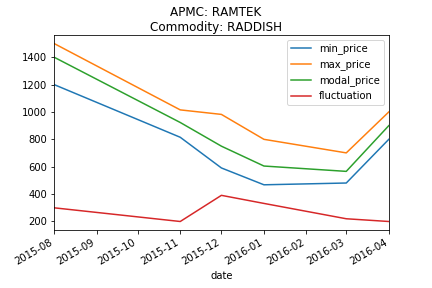 APMC: RAMTEK
Commodity: RADDISH
min_price
max_price
modal_price
fluctuation
1400
1200
1000
800
600
400
200
2015-08
2015-09
2015-10
2015-11
2015-12
2016-01
2016-02
2016-03
2016-04
date